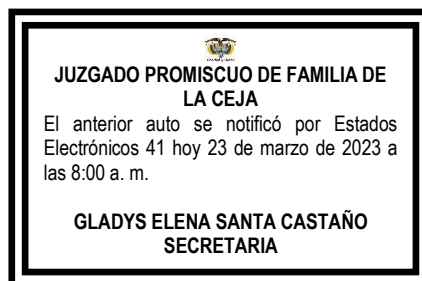 JUZGADO PROMISCUO DE FAMILIA DE
LA CEJA
El anterior auto se notificó por Estados
Electrónicos 41 hoy 23 de marzo de 2023 a
las 8:00 a. m.
GLADYS ELENA SANTA CASTAÑO
SECRETARIA